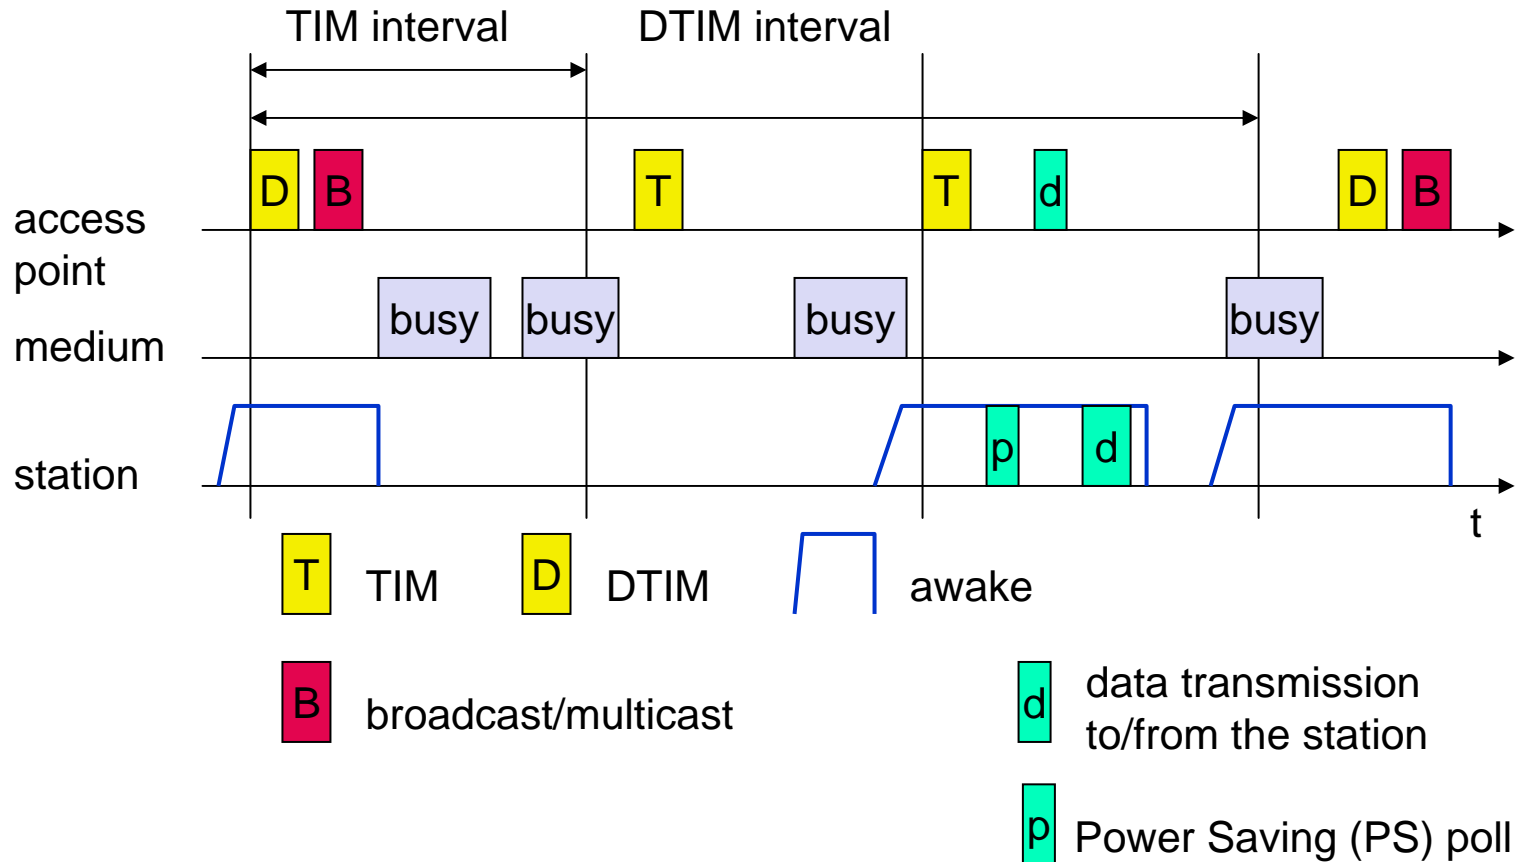 TIM interval DTIM interval
D B T T d D B
access
point
busy busy busy busy
medium
p d
station
t
T TIM D DTIM awake
B broadcast/multicast
d data transmission
to/from the station
p Power Saving (PS) poll